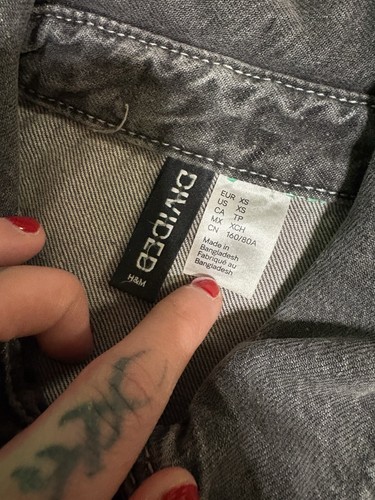 DIVIDED
H&M
EUR XS
US XS
CA TP
MX XCH
CN 160/80A
Made in
Bangladesh
Fabriqué au
Bangladesh